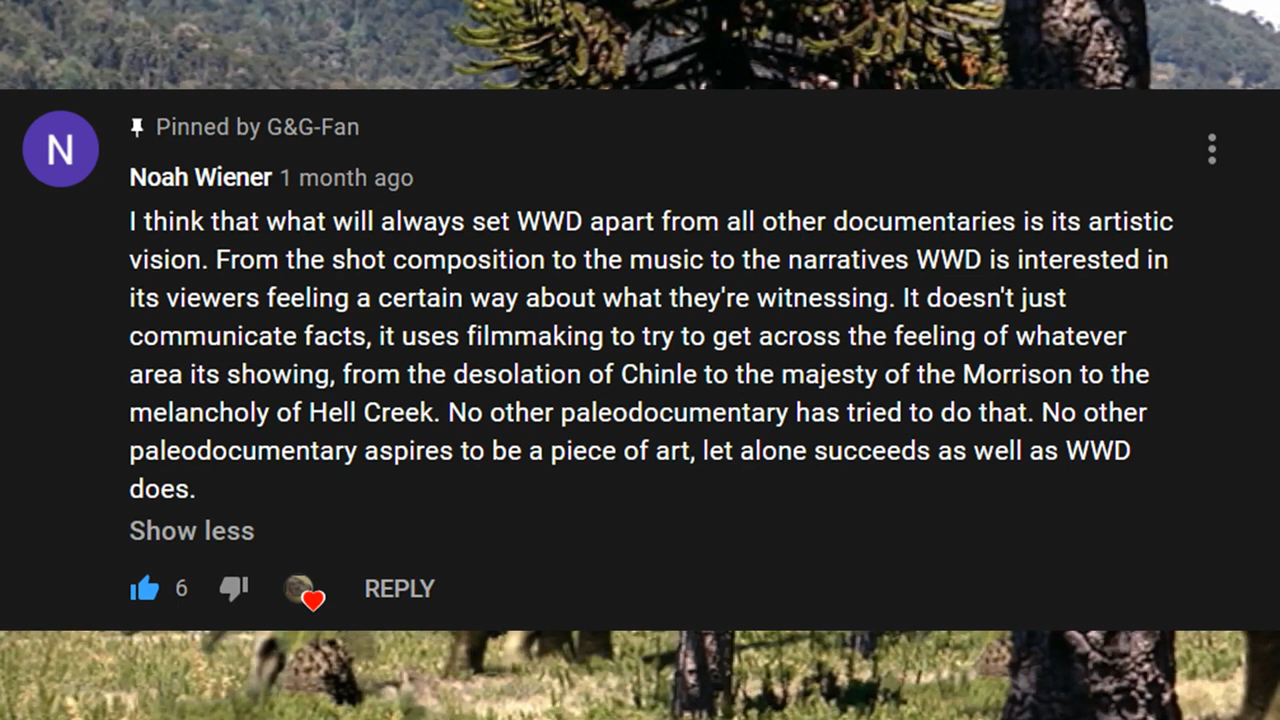 N
Pinned by G&G-Fan
Noah Wiener 1 month ago
I think that what will always set WWD apart from all other documentaries is its artistic
vision. From the shot composition to the music to the narratives WWD is interested in
its viewers feeling a certain way about what they're witnessing. It doesn't just
communicate facts, it uses filmmaking to try to get across the feeling of whatever
area its showing, from the desolation of Chinle to the majesty of the Morrison to the
melancholy of Hell Creek. No other paleodocumentary has tried to do that. No other
paleodocumentary aspires to be a piece of art, let alone succeeds as well as WWD
does.
Show less
6 REPLY